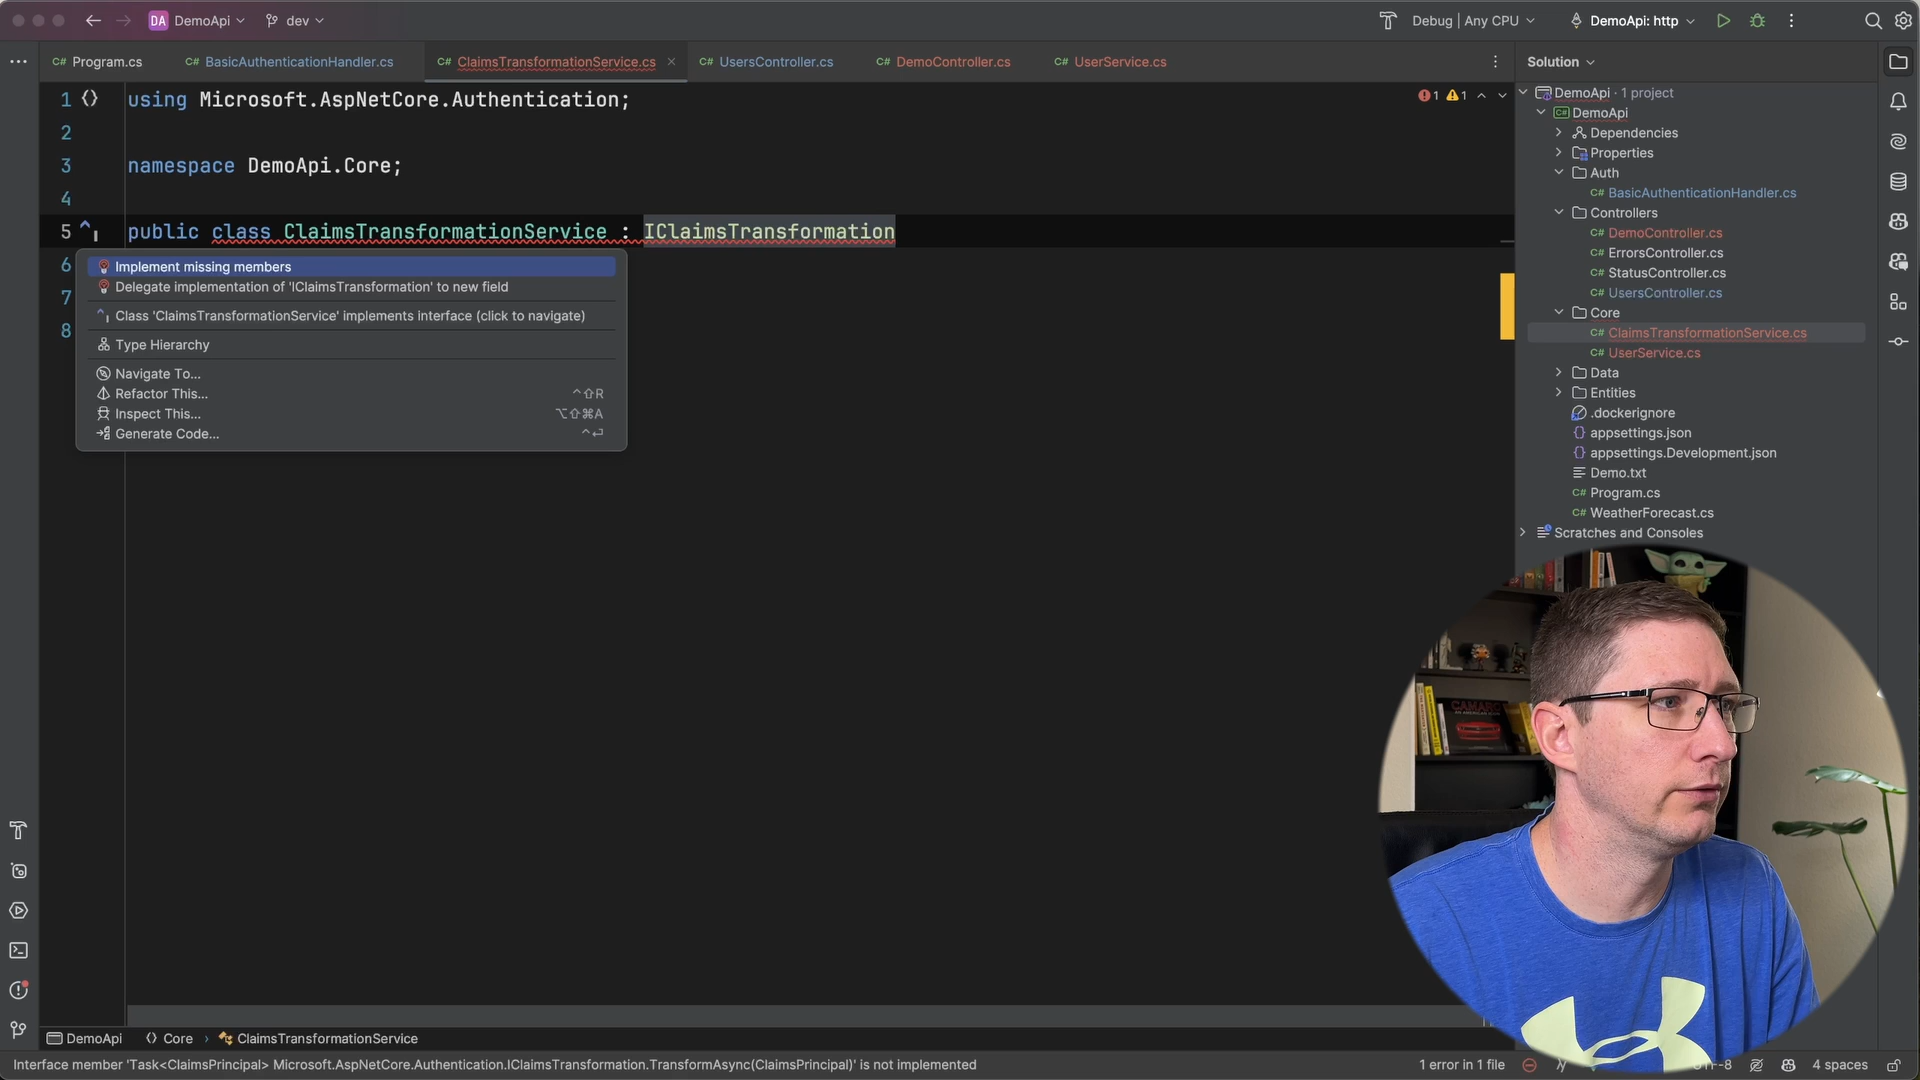 DA DemoApi dev Debug | Any CPU DemoApi: http
C# Program.cs C# BasicAuthenticationHandler.cs C# ClaimsTransformationService.cs × C# UsersController.cs C# DemoController.cs C# UserService.cs Solution
1 using Microsoft.AspNetCore.Authentication; 1 1
2
3 namespace DemoApi.Core;
4
5 public class ClaimsTransformationService : IClaimsTransformation
6
7
8
Implement missing members
Delegate implementation of 'IClaimsTransformation' to new field
Class 'ClaimsTransformationService' implements interface (click to navigate)
Type Hierarchy
Navigate To...
Refactor This... ⌃⇧R
Inspect This... ⌥⇧⌘A
Generate Code... ⌃⏎
DemoApi · 1 project
C# DemoApi
Dependencies
Properties
Auth
C# BasicAuthenticationHandler.cs
Controllers
C# DemoController.cs
C# ErrorsController.cs
C# StatusController.cs
C# UsersController.cs
Core
C# ClaimsTransformationService.cs
C# UserService.cs
Data
Entities
.dockerignore
{} appsettings.json
{} appsettings.Development.json
Demo.txt
C# Program.cs
C# WeatherForecast.cs
Scratches and Consoles
CAMARO
DemoApi Core › ClaimsTransformationService
Interface member 'Task<ClaimsPrincipal> Microsoft.AspNetCore.Authentication.IClaimsTransformation.TransformAsync(ClaimsPrincipal)' is not implemented 1 error in 1 file 4 spaces